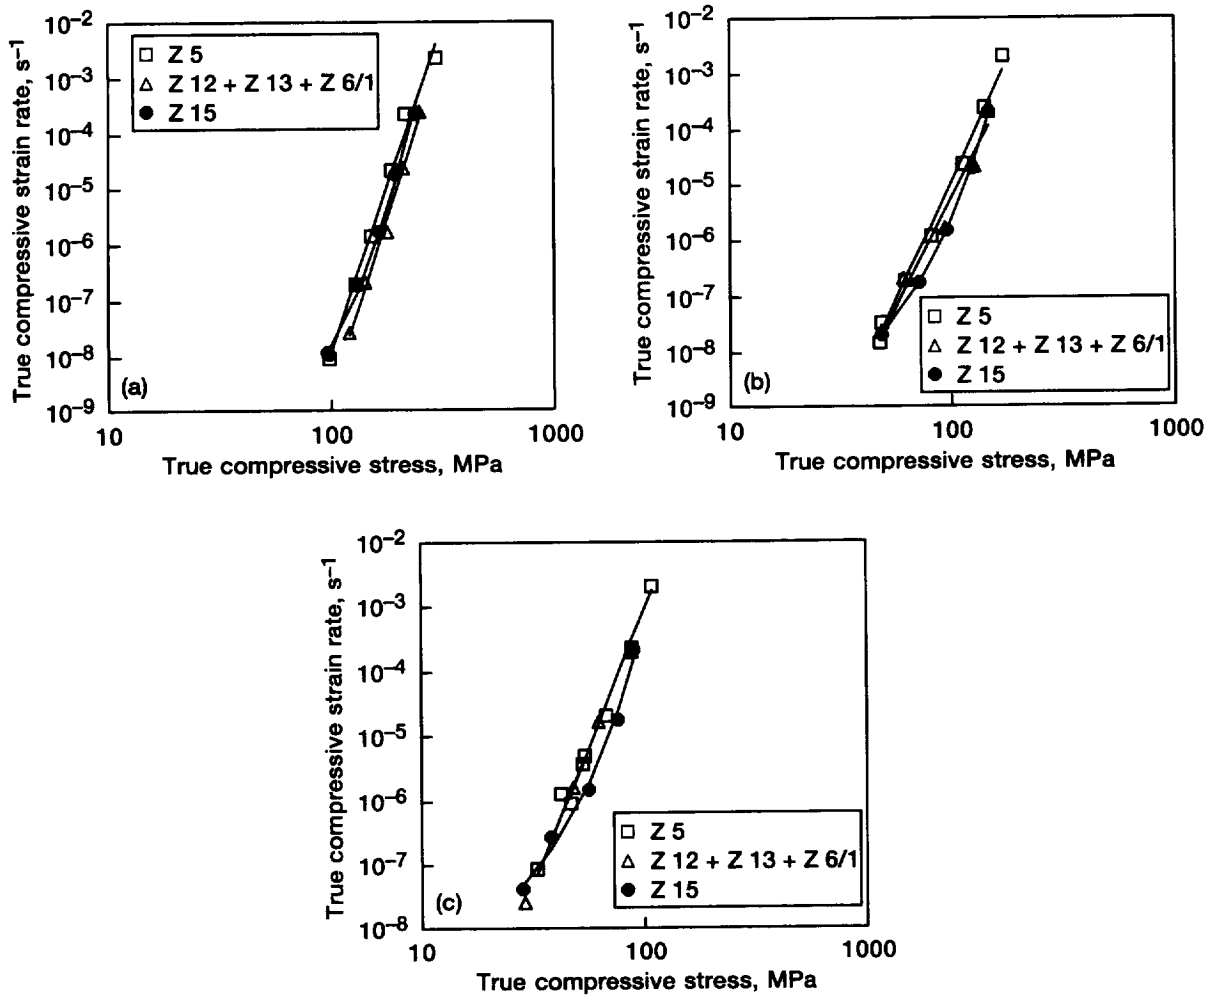 True compressive strain rate, s⁻¹
10⁻²
10⁻³
10⁻⁴
10⁻⁵
10⁻⁶
10⁻⁷
10⁻⁸
10⁻⁹
Z 5
Z 12 + Z 13 + Z 6/1
Z 15
(a)
10 100 1000
True compressive stress, MPa
True compressive strain rate, s⁻¹
10⁻²
10⁻³
10⁻⁴
10⁻⁵
10⁻⁶
10⁻⁷
10⁻⁸
10⁻⁹
Z 5
Z 12 + Z 13 + Z 6/1
Z 15
(b)
10 100 1000
True compressive stress, MPa
True compressive strain rate, s⁻¹
10⁻²
10⁻³
10⁻⁴
10⁻⁵
10⁻⁶
10⁻⁷
10⁻⁸
Z 5
Z 12 + Z 13 + Z 6/1
Z 15
(c)
10 100 1000
True compressive stress, MPa